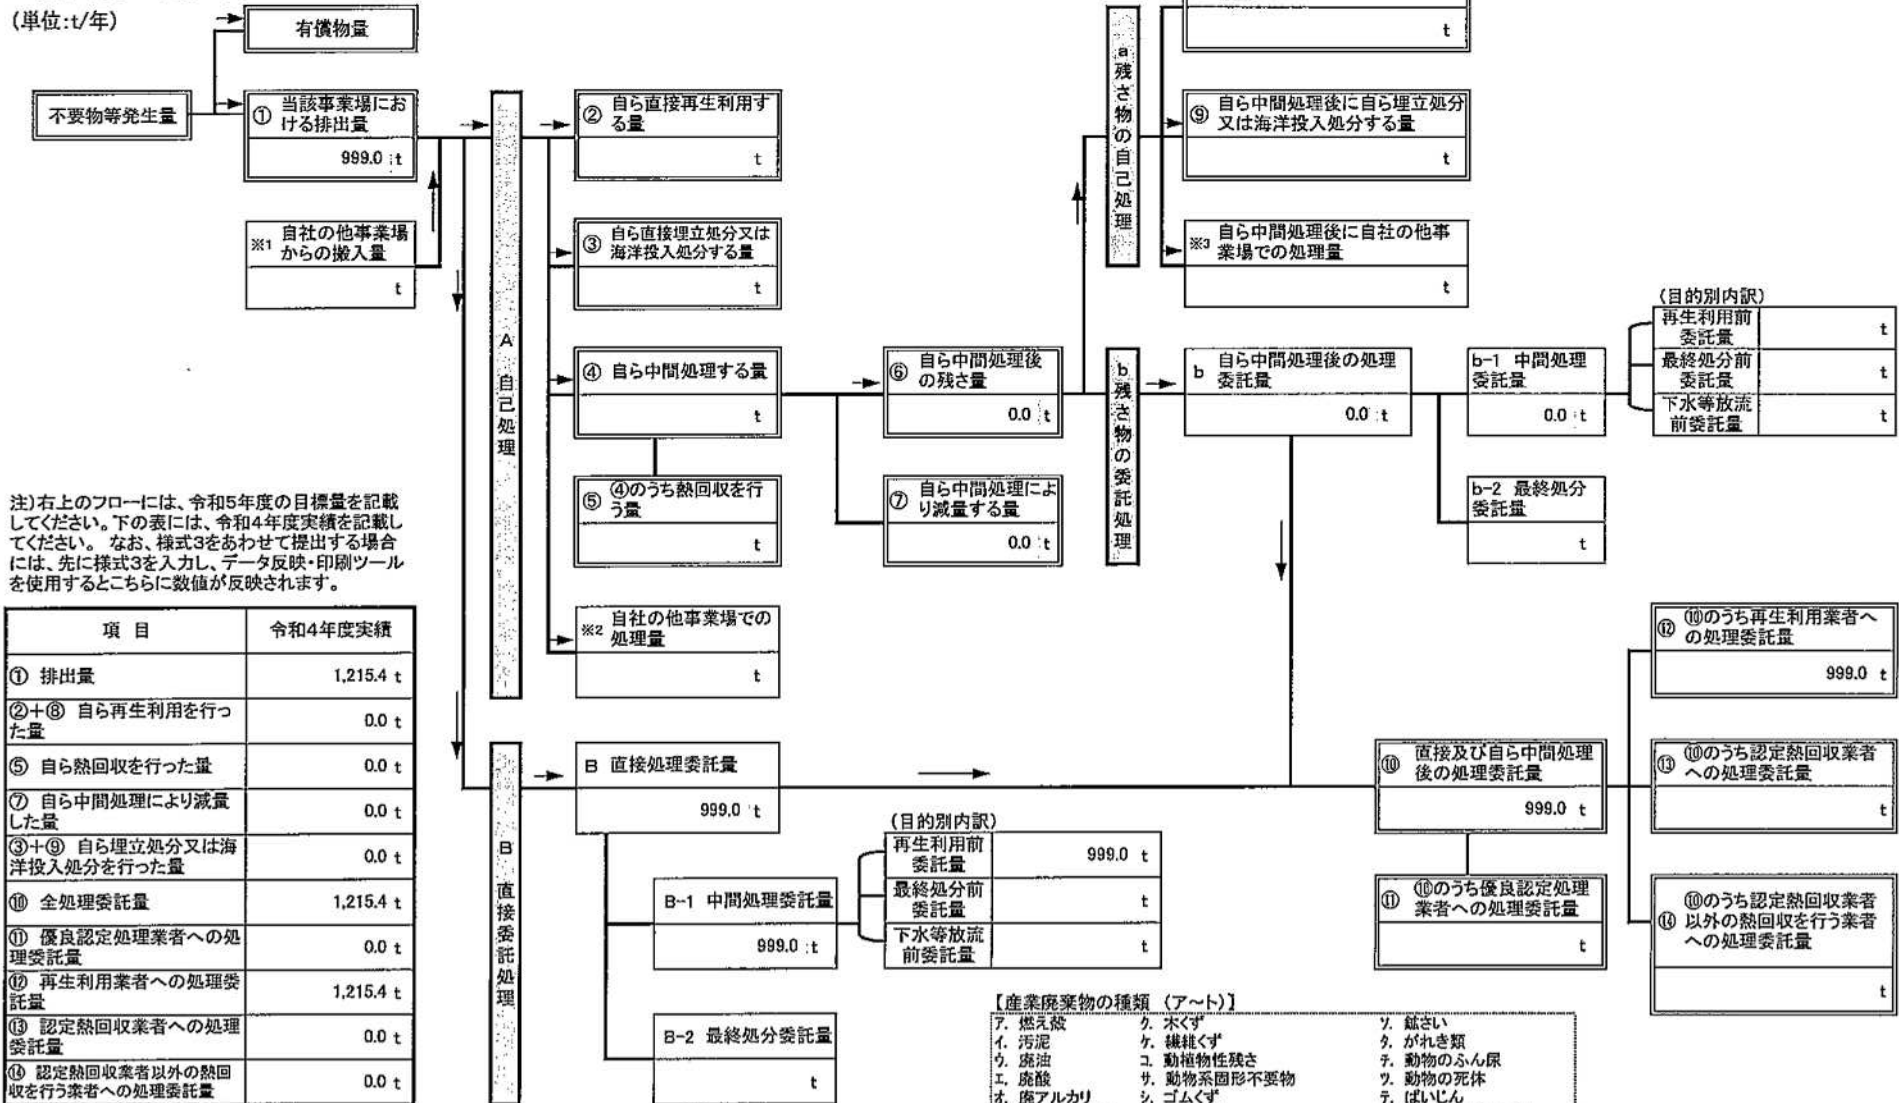 (単位:t/年)
有償物量
不要物等発生量
① 当該事業場にお
ける排出量
999.0 t
※1 自社の他事業場
からの搬入量
t
A 自己処理
② 自ら直接再生利用す
る量
t
③ 自ら直接埋立処分又は
海洋投入処分する量
t
④ 自ら中間処理する量
t
⑤ ④のうち熱回収を行
う量
t
※2 自社の他事業場での
処理量
t
⑥ 自ら中間処理後
の残さ量
0.0 t
⑦ 自ら中間処理によ
り減量する量
0.0 t
a 残さ物の自己処理
t
⑨ 自ら中間処理後に自ら埋立処分
又は海洋投入処分する量
t
※3 自ら中間処理後に自社の他事
業場での処理量
t
b 残さ物の委託処理
b 自ら中間処理後の処理
委託量
0.0 t
b-1 中間処理
委託量
0.0 t
b-2 最終処分
委託量
t
(目的別内訳)
再生利用前
委託量
t
最終処分前
委託量
t
下水等放流
前委託量
t
注)右上のフローには、令和5年度の目標量を記載
してください。下の表には、令和4年度実績を記載し
てください。 なお、様式3をあわせて提出する場合
には、先に様式3を入力し、データ反映・印刷ツール
を使用するとこちらに数値が反映されます。
項 目 令和4年度実績
① 排出量 1,215.4 t
②+⑧ 自ら再生利用を行っ
た量 0.0 t
⑤ 自ら熱回収を行った量 0.0 t
⑦ 自ら中間処理により減量
した量 0.0 t
③+⑨ 自ら埋立処分又は海
洋投入処分を行った量 0.0 t
⑩ 全処理委託量 1,215.4 t
⑪ 優良認定処理業者への処
理委託量 0.0 t
⑫ 再生利用業者への処理委
託量 1,215.4 t
⑬ 認定熱回収業者への処理
委託量 0.0 t
⑭ 認定熱回収業者以外の熱回
収を行う業者への処理委託量 0.0 t
B 直接委託処理
B 直接処理委託量
999.0 t
B-1 中間処理委託量
999.0 t
B-2 最終処分委託量
t
(目的別内訳)
再生利用前
委託量
999.0 t
最終処分前
委託量
t
下水等放流
前委託量
t
⑩ 直接及び自ら中間処理
後の処理委託量
999.0 t
⑪ ⑩のうち優良認定処理
業者への処理委託量
t
⑫ ⑩のうち再生利用業者へ
の処理委託量
999.0 t
⑬ ⑩のうち認定熱回収業者
への処理委託量
t
⑭ ⑩のうち認定熱回収業者
以外の熱回収を行う業者
への処理委託量
t
【産業廃棄物の種類 (ア~ト)】
ア. 燃え殻 ク. 木くず ソ. 鉱さい
イ. 汚泥 ケ. 繊維くず タ. がれき類
ウ. 廃油 コ. 動植物性残さ チ. 動物のふん尿
エ. 廃酸 サ. 動物系固形不要物 ツ. 動物の死体
オ. 廃アルカリ シ. ゴムくず テ. ばいじん